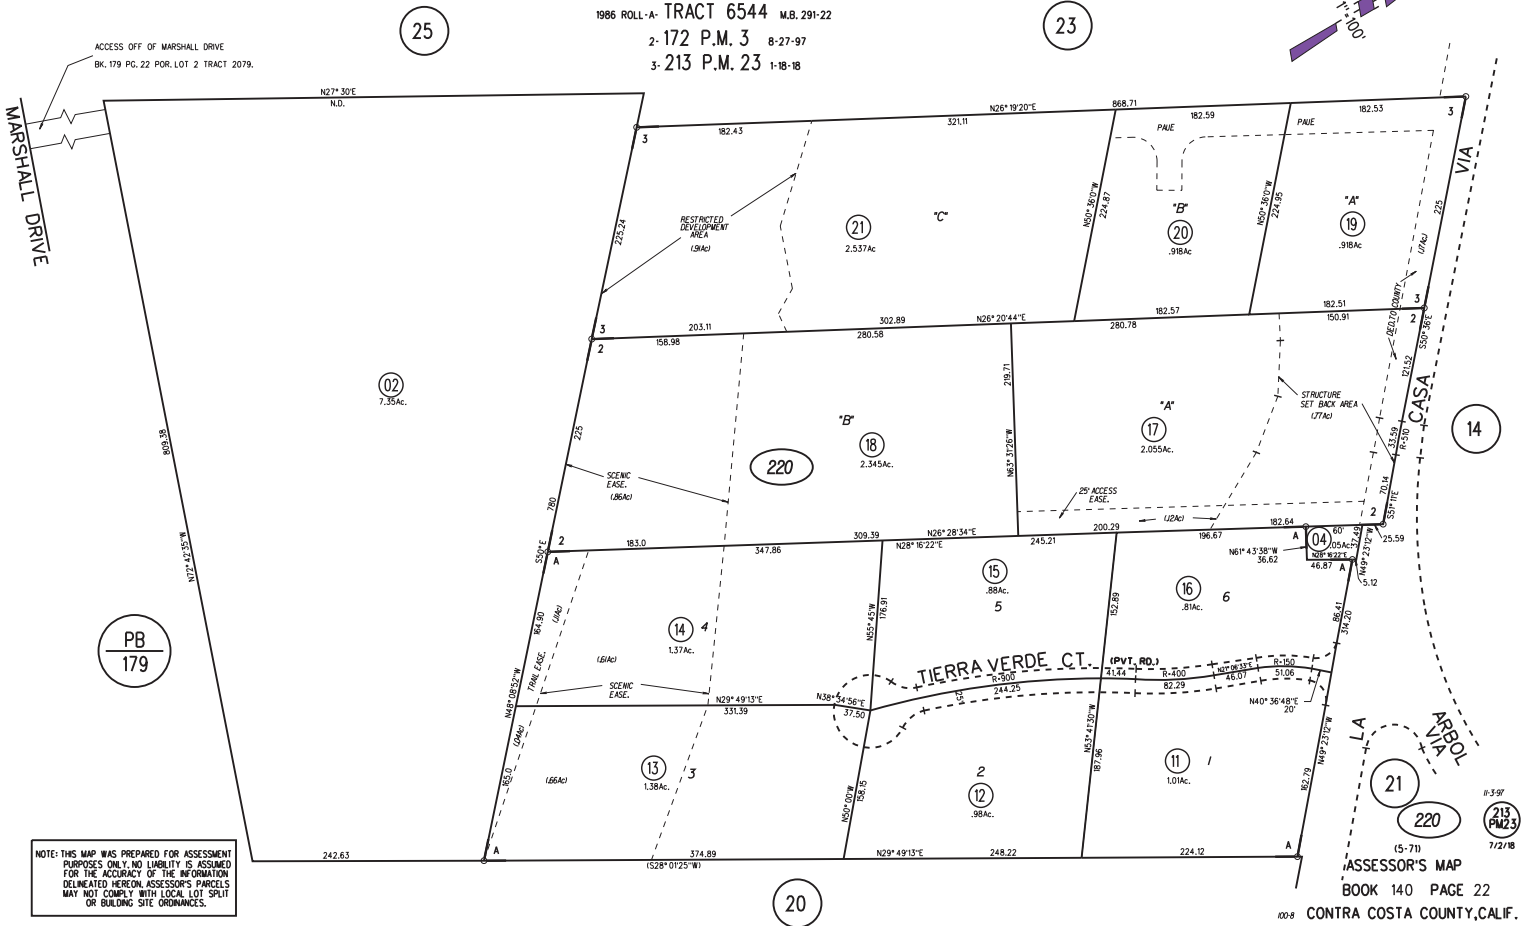 1986 ROLL-A- TRACT 6544 M.B. 291-22
2- 172 P.M. 3 8-27-97
3- 213 P.M. 23 1-18-18
25
23
1"=100'
ACCESS OFF OF MARSHALL DRIVE
BK. 179 PG. 22 POR. LOT 2 TRACT 2079.
MARSHALL DRIVE
N27° 30'E
N.D.
N26° 19'20"E
868.71
182.43
321.11
182.59
182.53
PAUE
PAUE
3
3
VIA
225.24
RESTRICTED
DEVELOPMENT
AREA
(.91Ac)
21
2.537Ac
"C"
N50° 36'0"W
224.87
"B"
20
.918Ac
N50° 36'0"W
224.95
"A"
19
.918Ac
225
(.17Ac)
DED. TO COUNTY
3
2
203.11
302.89
N26° 20'44"E
182.57
182.51
158.98
280.58
280.78
150.91
3
2
S50° 36'E
121.52
02
7.35Ac.
809.38
N72° 42'35"W
225
780
"B"
18
2.345Ac.
220
SCENIC
EASE.
(.86Ac)
219.71
N63° 31'26"W
"A"
17
2.055Ac.
STRUCTURE
SET BACK AREA
(.77Ac)
25' ACCESS
EASE.
(.12Ac)
33.59
R-510
CASA
14
70.14
S51° 11'E
2
2
S50° E
A
183.0
309.39
N26° 28'34"E
200.29
182.64
60'
347.86
N28° 16'22"E
245.21
196.67
A
04
.05Ac.
37.49
25.59
N61° 43'38"W
36.62
N28° 16'22"E
46.87
A
N49° 23'12"W
5.12
164.90
(.11Ac)
14
4
1.37Ac.
(.61Ac)
TRAIL EASE.
SCENIC
EASE.
N48° 08'52"W
N55° 45'W
176.91
15
.88Ac.
5
152.89
16
.81Ac.
6
86.41
314.20
TIERRA VERDE CT. (PVT. RD.)
R-900
244.25
25'
41.44
R-400
82.29
N21° 06'33"E
46.07
R-150
51.06
N29° 49'13"E
331.39
N38° 34'56"E
37.50
N40° 36'48"E
20'
(.04Ac)
165.0
(.66Ac)
13
3
1.38Ac.
N50° 00'W
158.15
2
12
.98Ac.
N53° 41'30"W
187.96
11
1
1.01Ac.
N49° 23'12"W
162.79
LA
ARBOL
VIA
PB
179
242.63
A
374.89
(S28° 01'25"W)
N29° 49'13"E
248.22
224.12
A
20
NOTE: THIS MAP WAS PREPARED FOR ASSESSMENT
PURPOSES ONLY. NO LIABILITY IS ASSUMED
FOR THE ACCURACY OF THE INFORMATION
DELINEATED HEREON. ASSESSOR'S PARCELS
MAY NOT COMPLY WITH LOCAL LOT SPLIT
OR BUILDING SITE ORDINANCES.
21
11-3-97
220
213
PM23
(5-71)
7/2/18
ASSESSOR'S MAP
BOOK 140 PAGE 22
100-8 CONTRA COSTA COUNTY, CALIF.